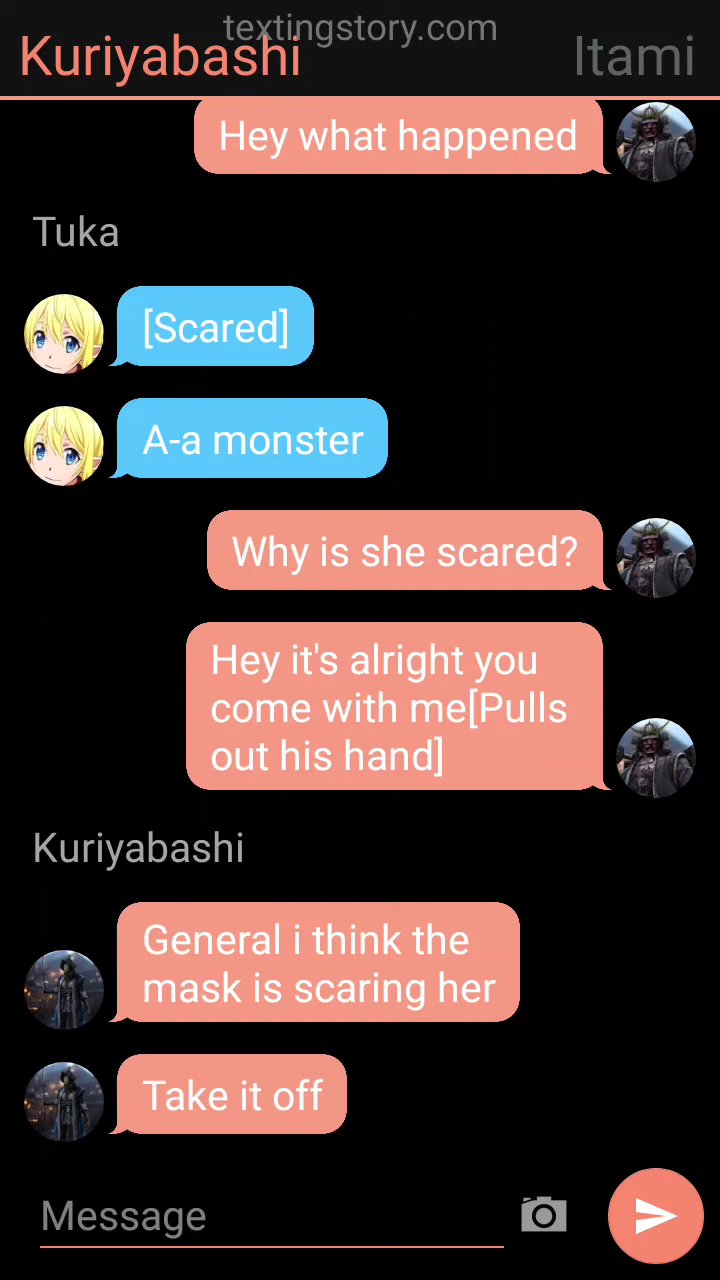 textingstory.com
Kuriyabashi
Itami
Hey what happened
Tuka
[Scared]
A-a monster
Why is she scared?
Hey it's alright you
come with me[Pulls
out his hand]
Kuriyabashi
General i think the
mask is scaring her
Take it off
Message